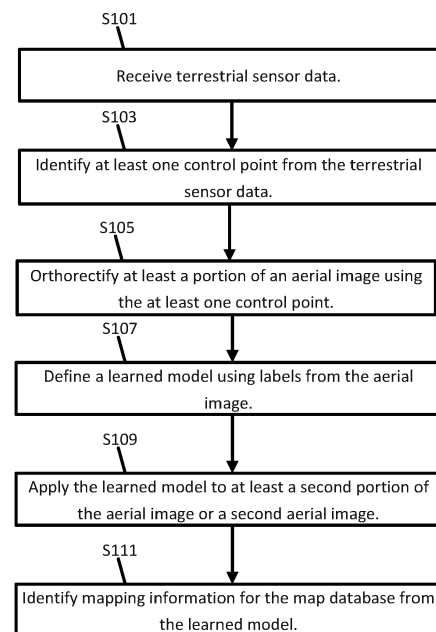 S101
Receive terrestrial sensor data.
S103
Identify at least one control point from the terrestrial
sensor data.
S105
Orthorectify at least a portion of an aerial image using
the at least one control point.
S107
Define a learned model using labels from the aerial
image.
S109
Apply the learned model to at least a second portion of
the aerial image or a second aerial image.
S111
Identify mapping information for the map database from
the learned model.